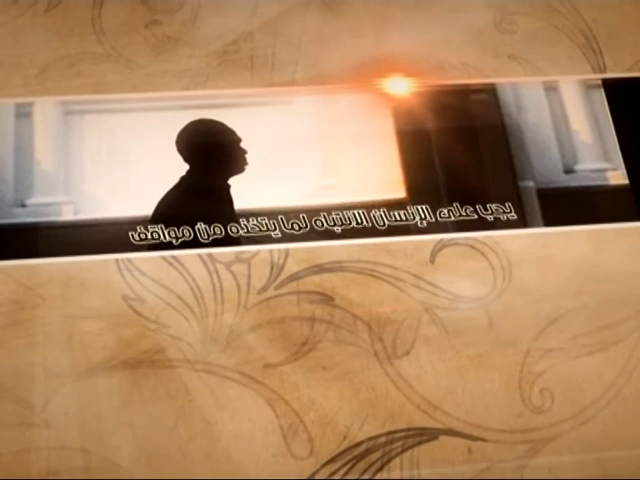 يجب على الإنسان الانتباه لما يتخذه من مواقف